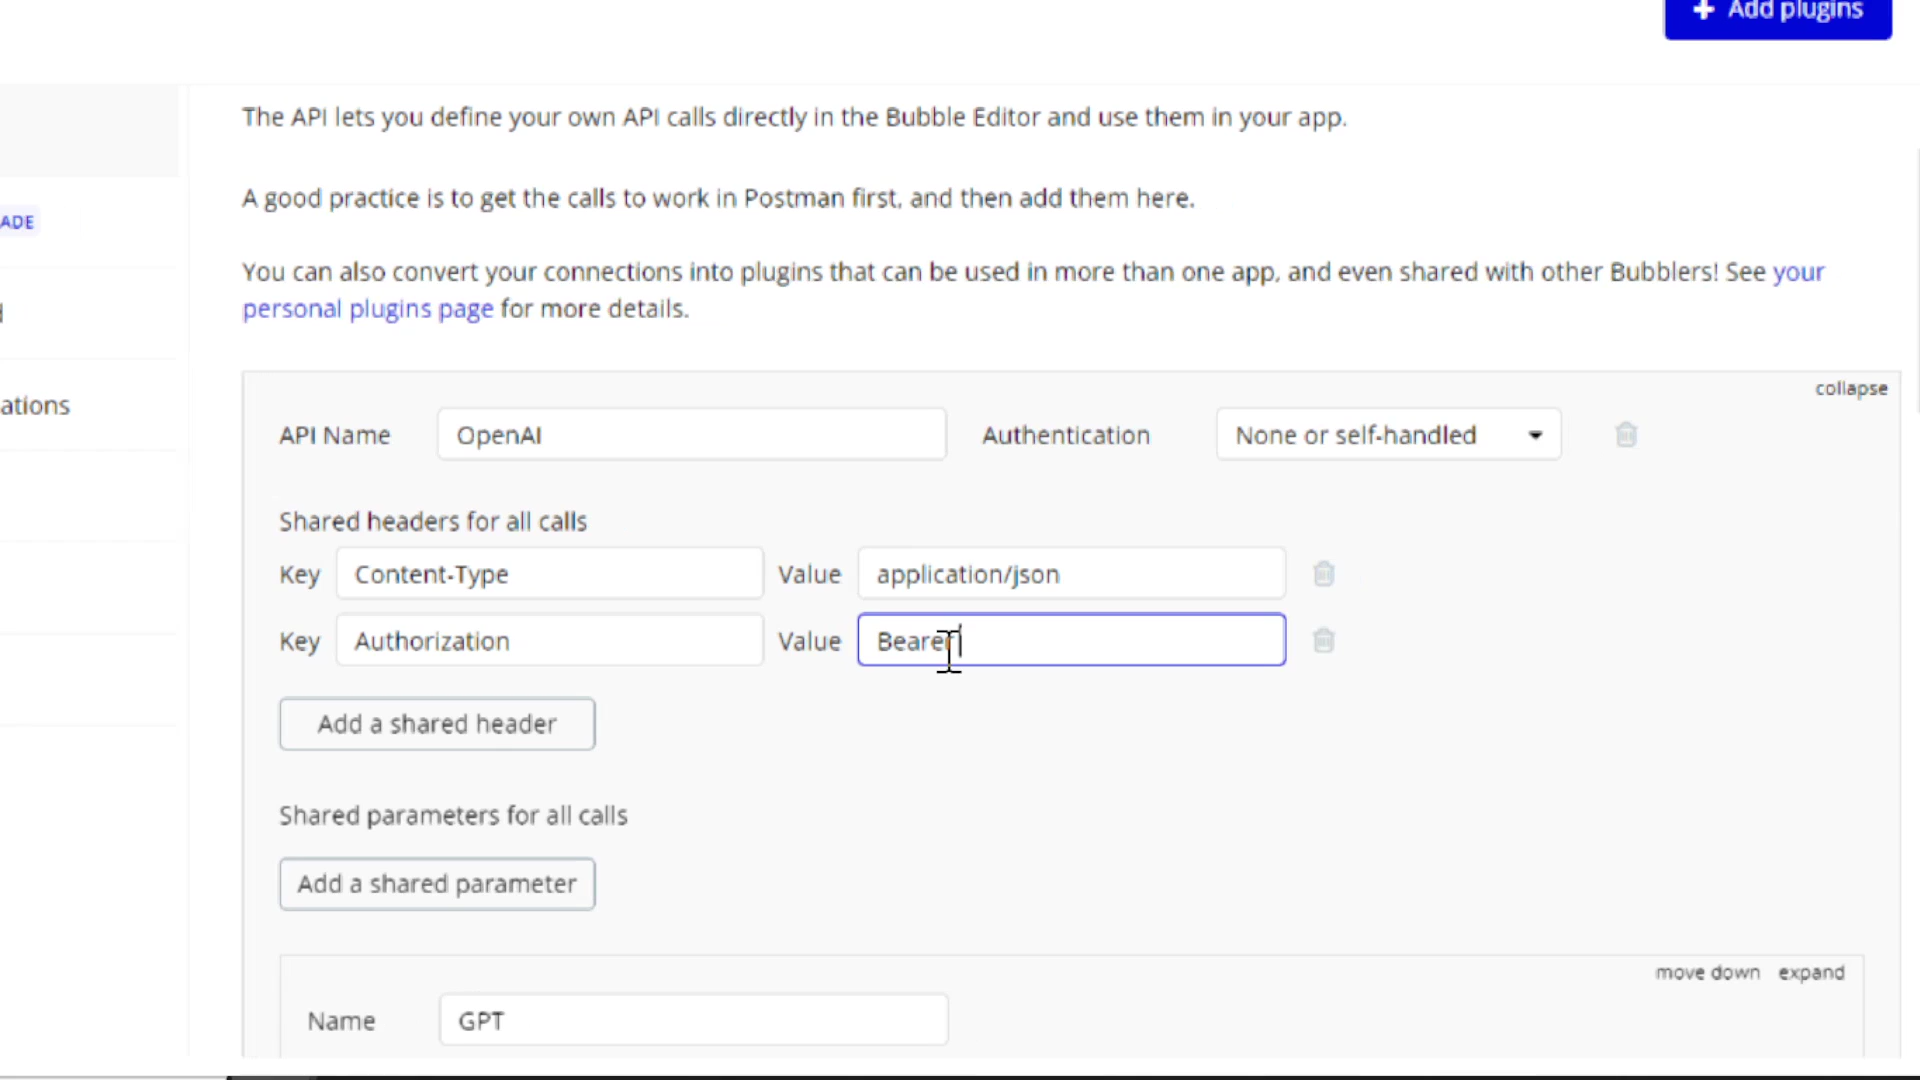 + Add plugins
The API lets you define your own API calls directly in the Bubble Editor and use them in your app.
A good practice is to get the calls to work in Postman first, and then add them here.
ADE
You can also convert your connections into plugins that can be used in more than one app, and even shared with other Bubblers! See your
personal plugins page for more details.
collapse
ations
API Name OpenAI Authentication None or self-handled
Shared headers for all calls
Key Content-Type Value application/json
Key Authorization Value Bearer
Add a shared header
Shared parameters for all calls
Add a shared parameter
move down expand
Name GPT